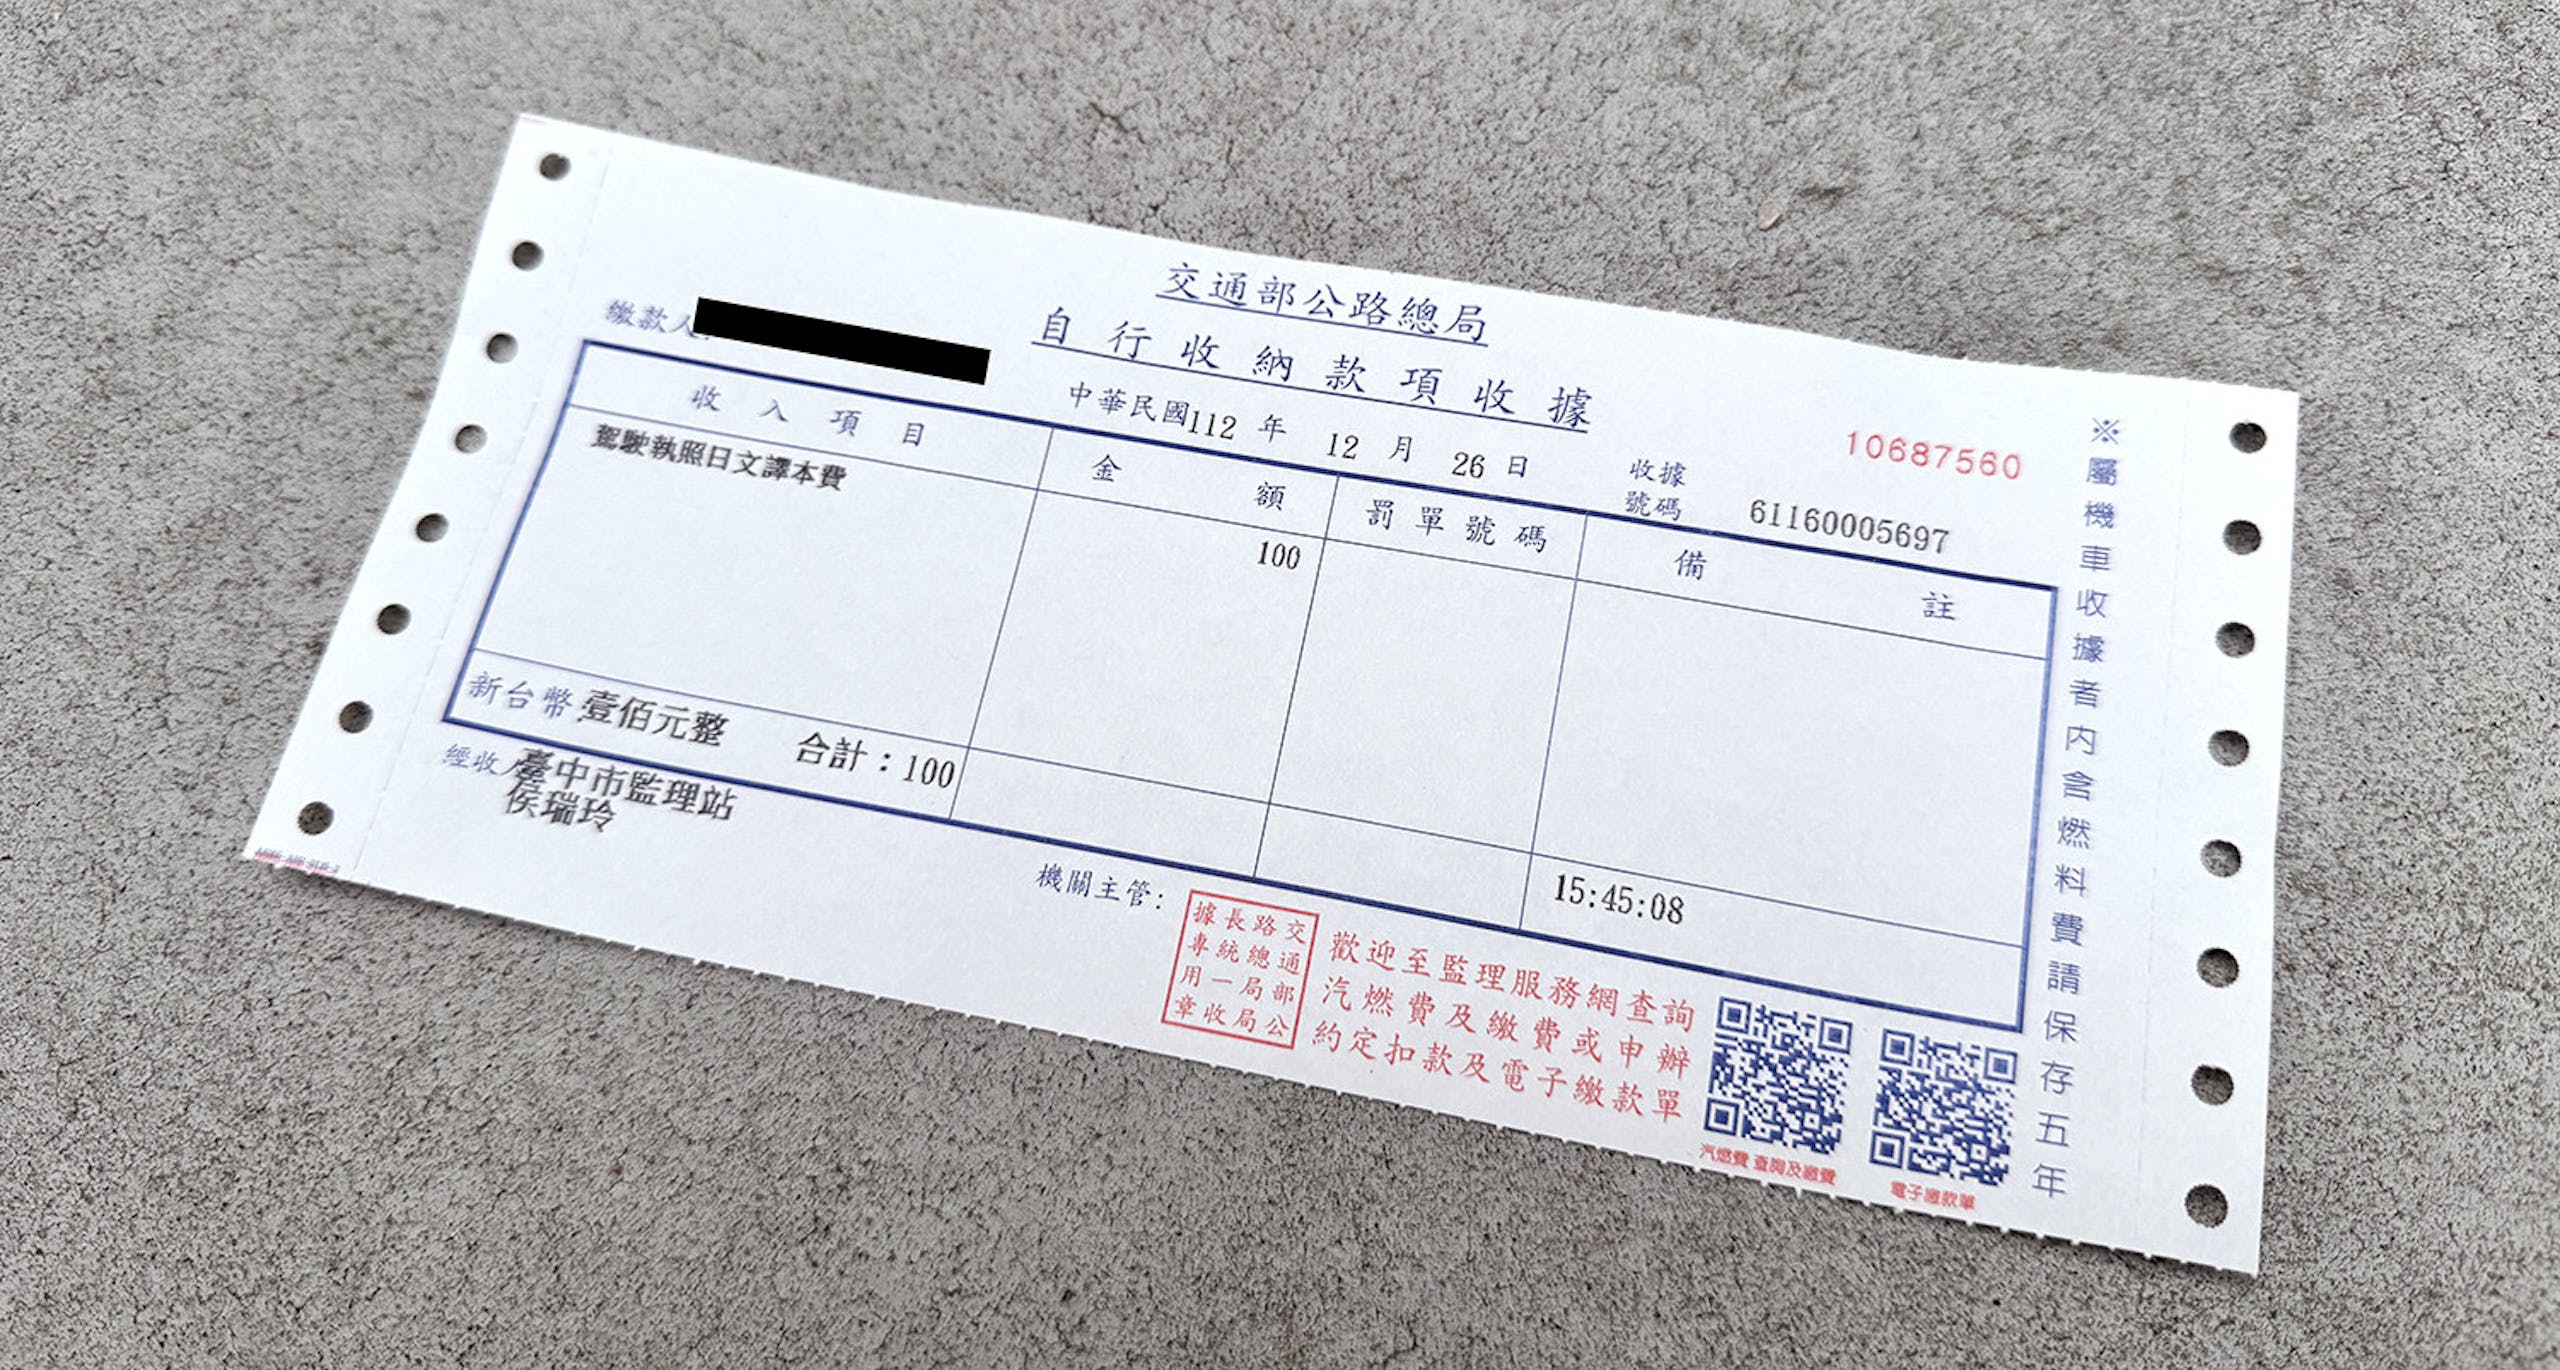 交通部公路總局
自行收納款項收據
繳款人
中華民國112年12月26日
收據號碼 61160005697
10687560
收入項目 金額 罰單號碼 備註
駕駛執照日文譯本費 100
新台幣壹佰元整 合計：100
15:45:08
經收人
臺中市監理站
侯瑞玲
機關主管：
交通部公
路總局局
長統一收
據專用章
歡迎至監理服務網查詢
汽燃費及繳費或申辦
約定扣款及電子繳款單
汽燃費 查詢及繳費
電子繳款單
※屬機車收據者內含燃料費請保存五年